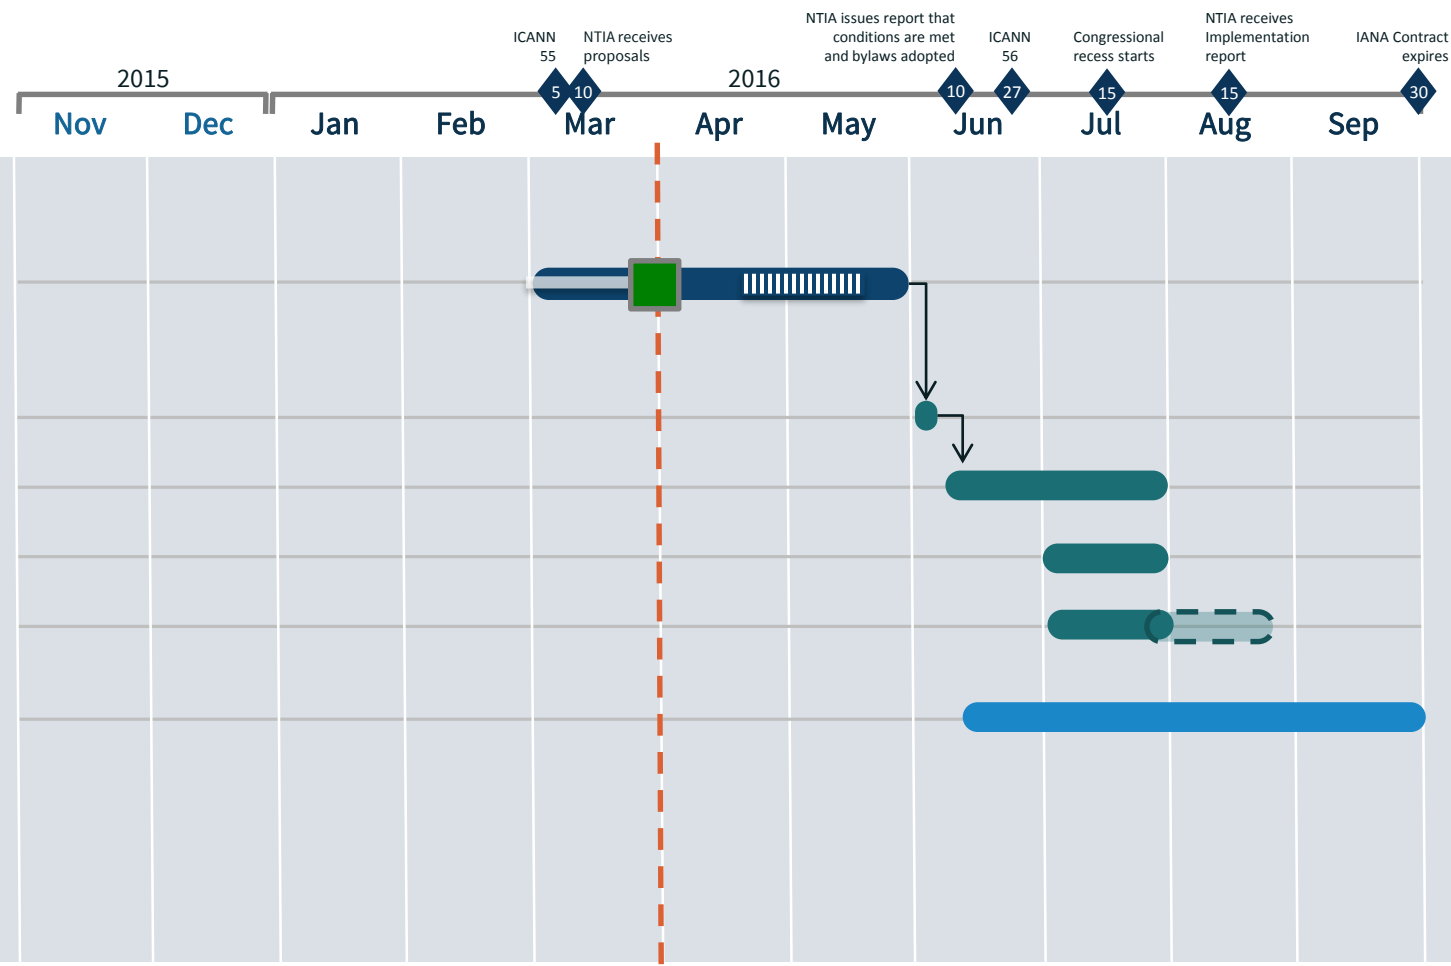 NTIA issues report that
conditions are met
and bylaws adopted
NTIA receives
Implementation
report
ICANN
55
NTIA receives
proposals
ICANN
56
Congressional
recess starts
IANA Contract
expires
2015
2016
5
10
10
27
15
15
30
Nov
Dec
Jan
Feb
Mar
Apr
May
Jun
Jul
Aug
Sep